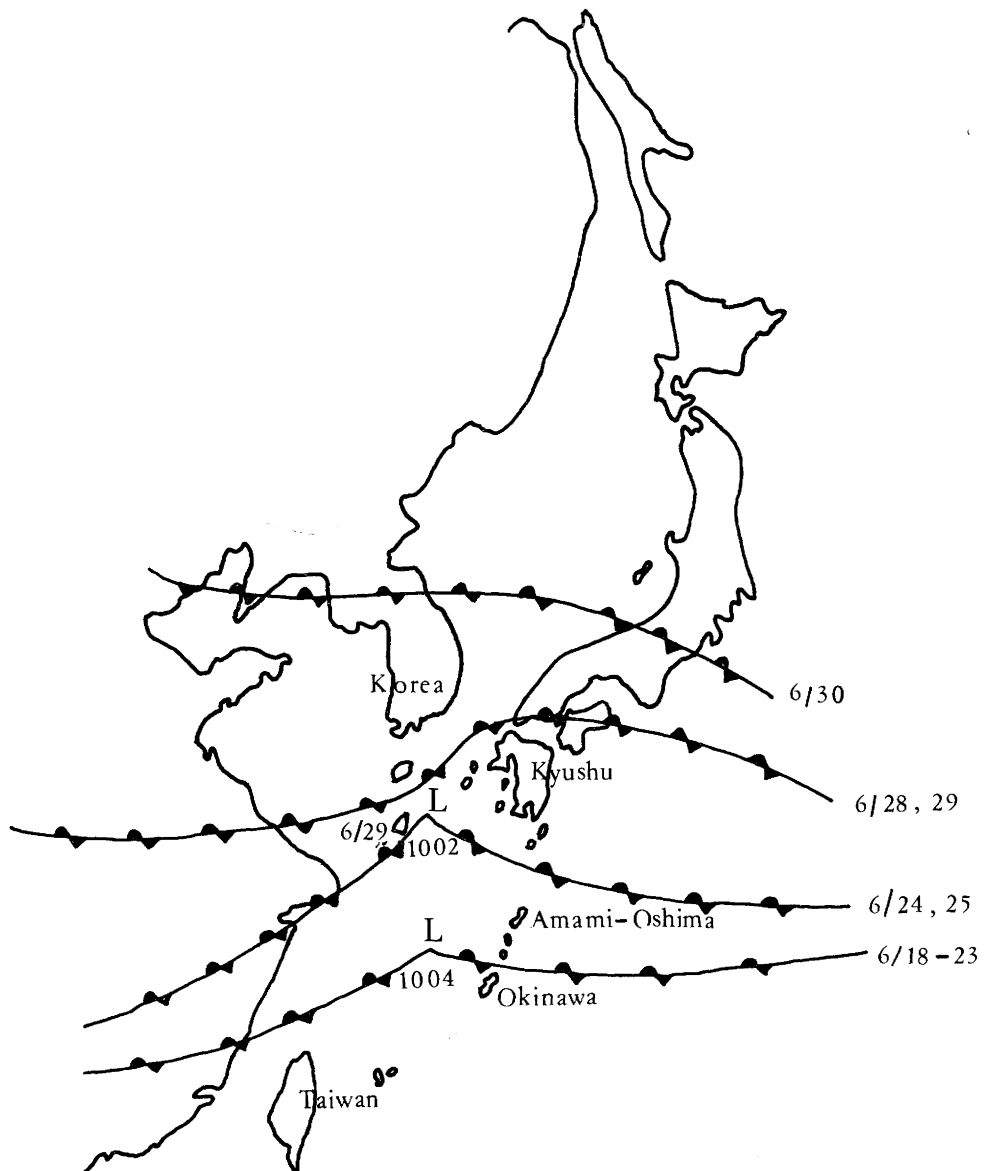 Korea
6/30
Kyushu
6/28, 29
L
6/29
1002
6/24, 25
Amami-Oshima
L
6/18-23
1004
Okinawa
Taiwan